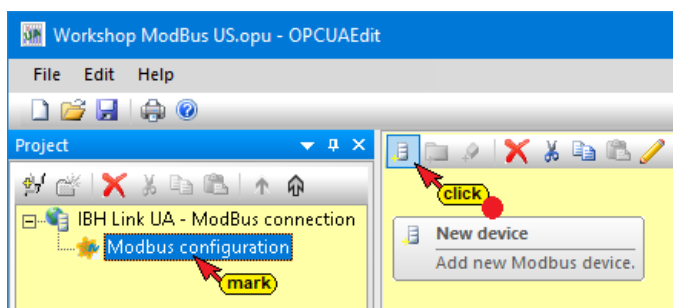 Workshop ModBus US.opu - OPCUAEdit
File Edit Help
Project
click
IBH Link UA - ModBus connection
Modbus configuration
mark
New device
Add new Modbus device.